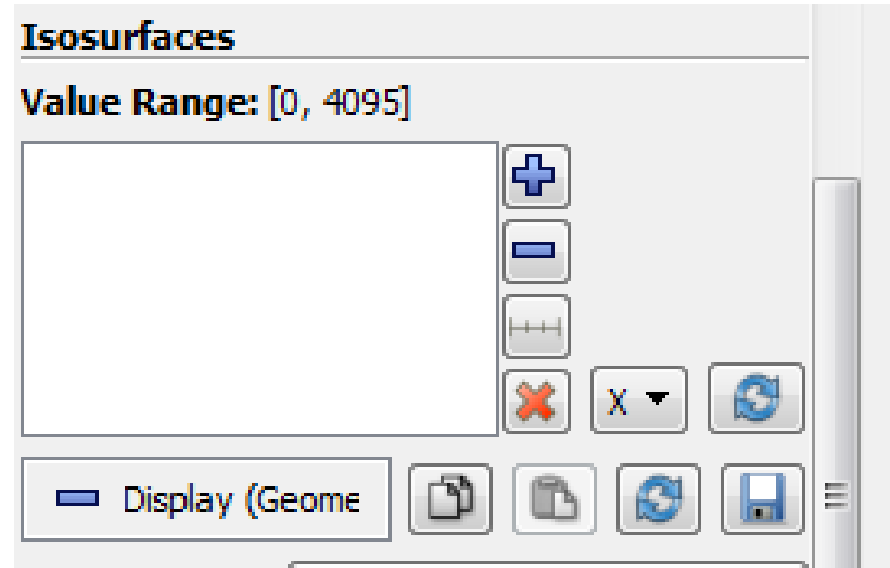 Isosurfaces
Value Range: [0, 4095]
X
Display (Geome